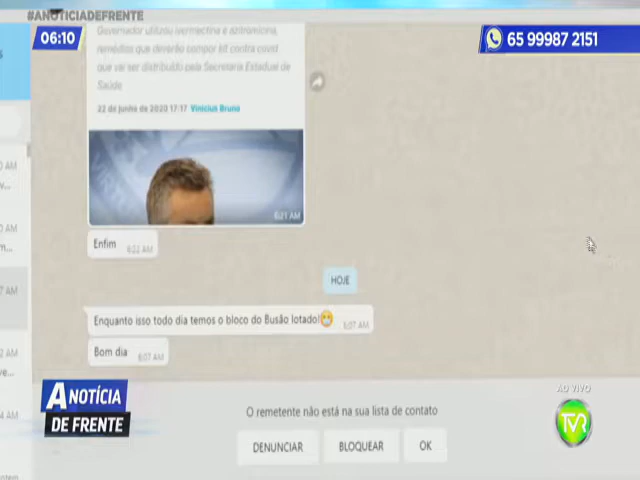 #ANOTICIADEFRENTE
06:10
65 99987 2151
Governador utilizou ivermectina e azitromicina,
remédios que deverão compor kit contra covid
que vai ser distribuído pela Secretaria Estadual de
Saúde
22 de junho de 2020 17:17 Vinicius Bruno
6:21 AM
Enfim
6:22 AM
HOJE
Enquanto isso todo dia temos o bloco do Busão lotado!😷
6:07 AM
Bom dia
6:07 AM
A NOTÍCIA
DE FRENTE
AO VIVO
TVR
O remetente não está na sua lista de contato
DENUNCIAR
BLOQUEAR
OK